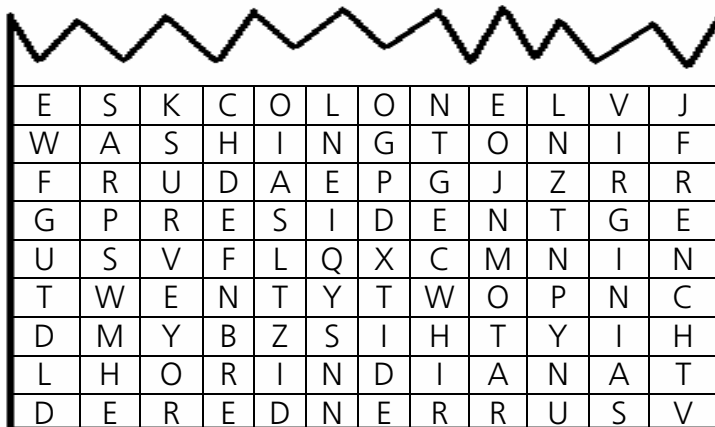 E S K C O L O N E L V J
W A S H I N G T O N I F
F R U D A E P G J Z R R
G P R E S I D E N T G E
U S V F L Q X C M N I N
T W E N T Y T W O P N C
D M Y B Z S I H T Y I H
L H O R I N D I A N A T
D E R E D N E R R U S V